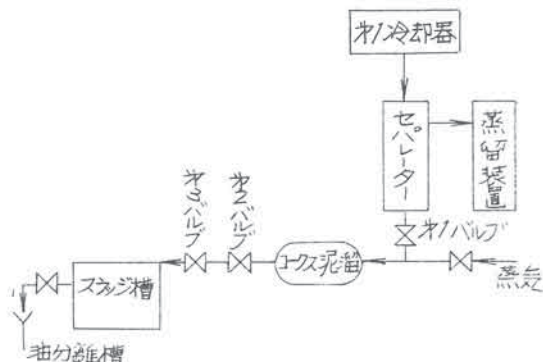 オ1冷却器
セパレーター
蒸留装置
オ3バルブ
オ2バルブ
オ1バルブ
コークス泥溜
蒸気
スラッジ槽
油分離槽